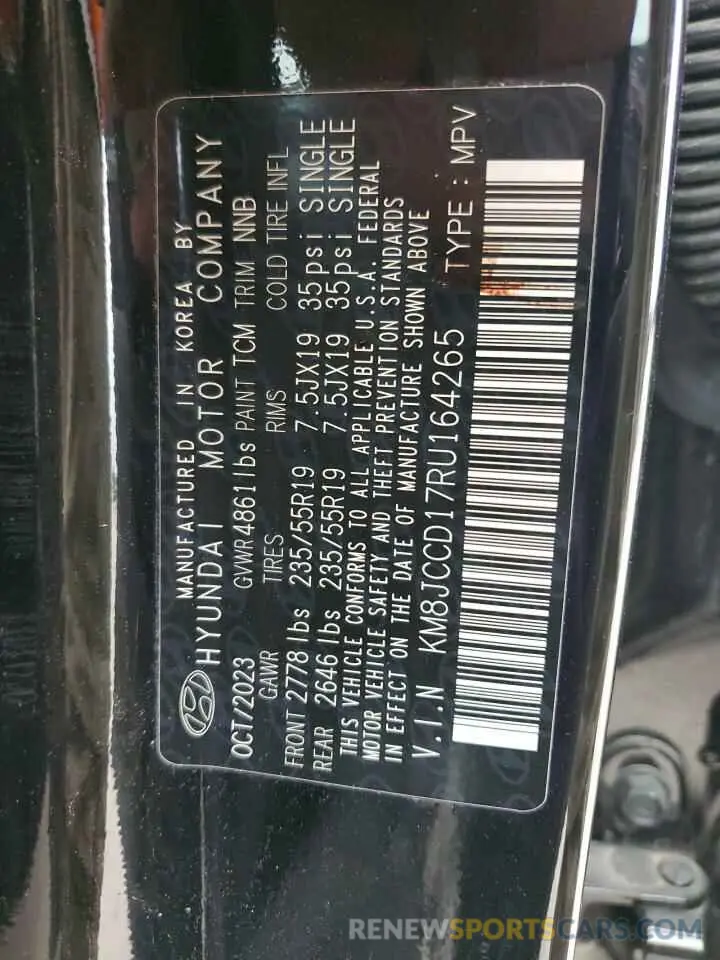 MANUFACTURED IN KOREA BY
HYUNDAI MOTOR COMPANY
OCT/2023 GVWR 4861 lbs PAINT TCM TRIM NNB
GAWR TIRES RMS COLD TIRE INFL
FRONT 2778 lbs 235/55R19 7.5JX19 35psi SINGLE
REAR 2646 lbs 235/55R19 7.5JX19 35psi SINGLE
THIS VEHICLE CONFORMS TO ALL APPLICABLE U.S.A. FEDERAL
MOTOR VEHICLE SAFETY AND THEFT PREVENTION STANDARDS
IN EFFECT ON THE DATE OF MANUFACTURE SHOWN ABOVE
V.I.N KM8JCCD17RU164265 TYPE : MPV
RENEWSPORTSCARS.COM